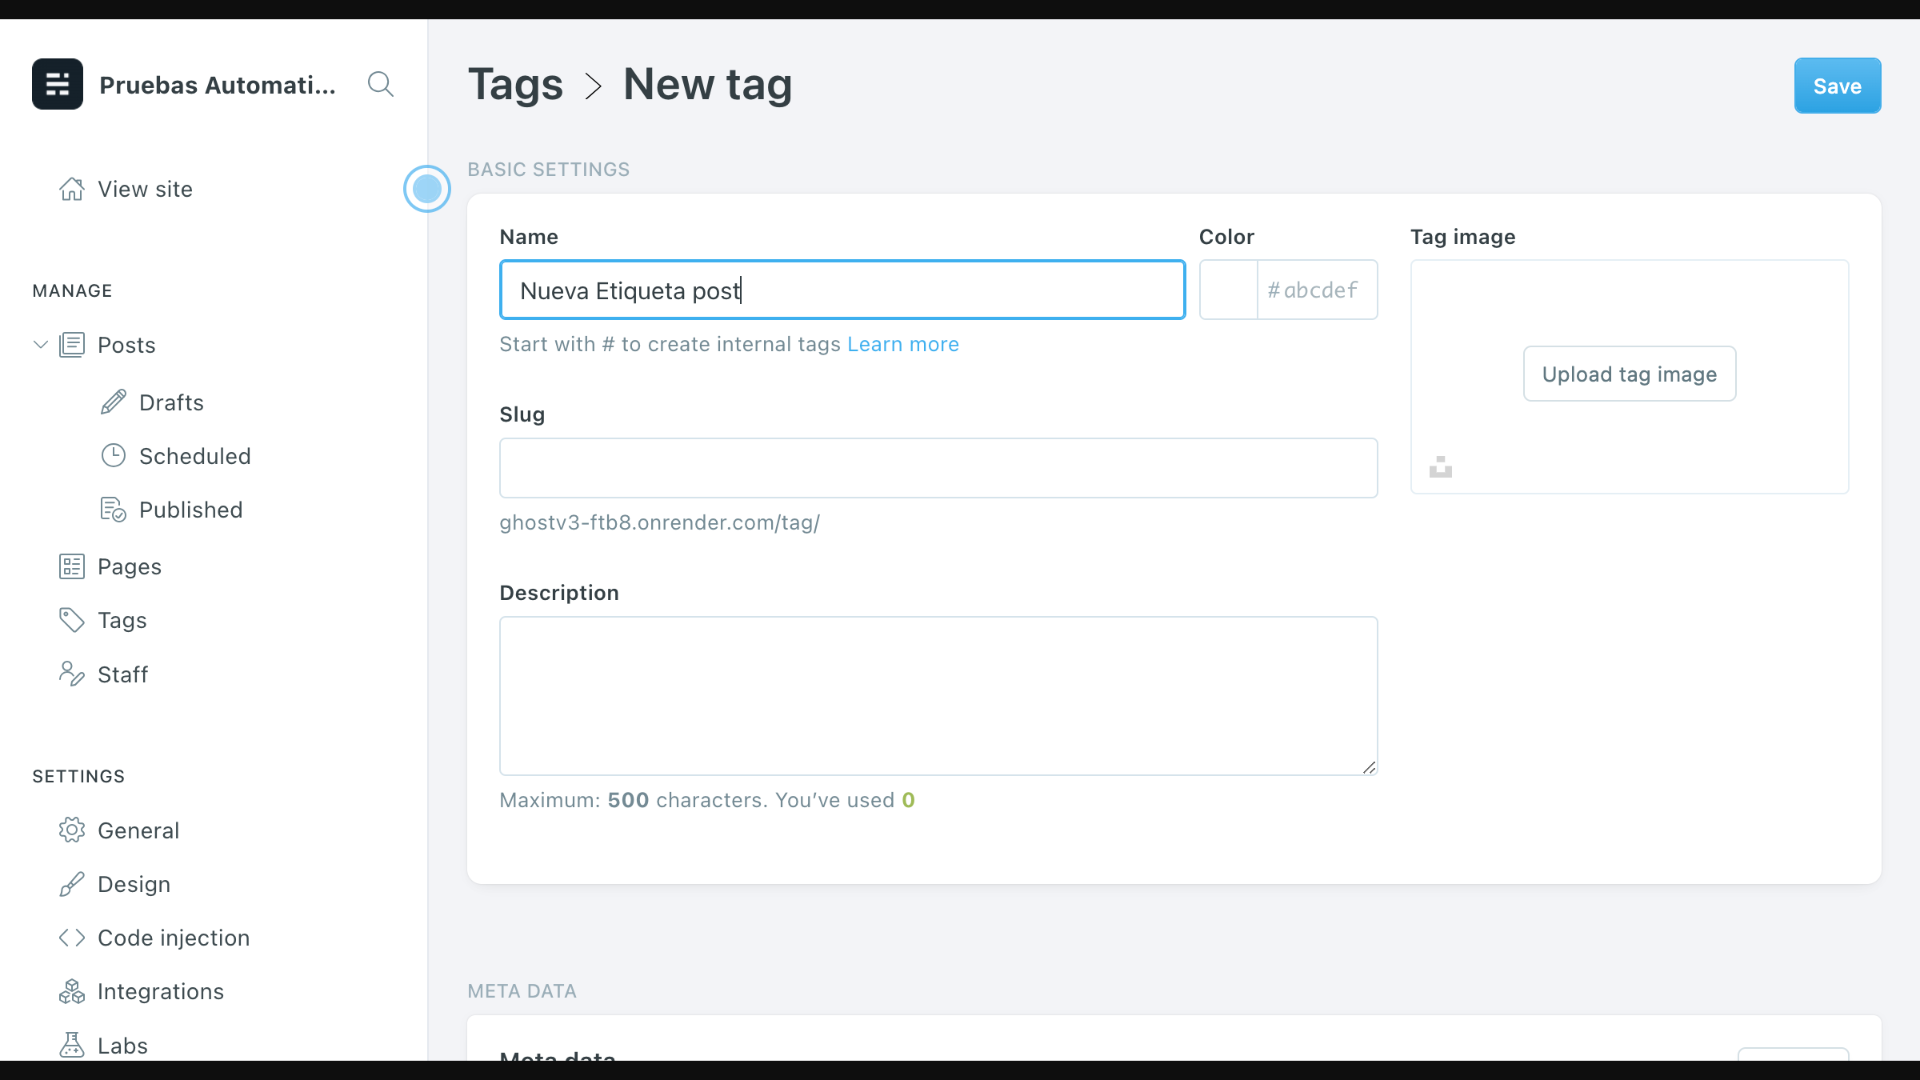 Pruebas Automati...
View site
MANAGE
Posts
Drafts
Scheduled
Published
Pages
Tags
Staff
SETTINGS
General
Design
Code injection
Integrations
Labs
Tags > New tag
Save
BASIC SETTINGS
Name
Nueva Etiqueta post
Start with # to create internal tags Learn more
Color
#abcdef
Tag image
Upload tag image
Slug
ghostv3-ftb8.onrender.com/tag/
Description
Maximum: 500 characters. You’ve used 0
META DATA
Meta data